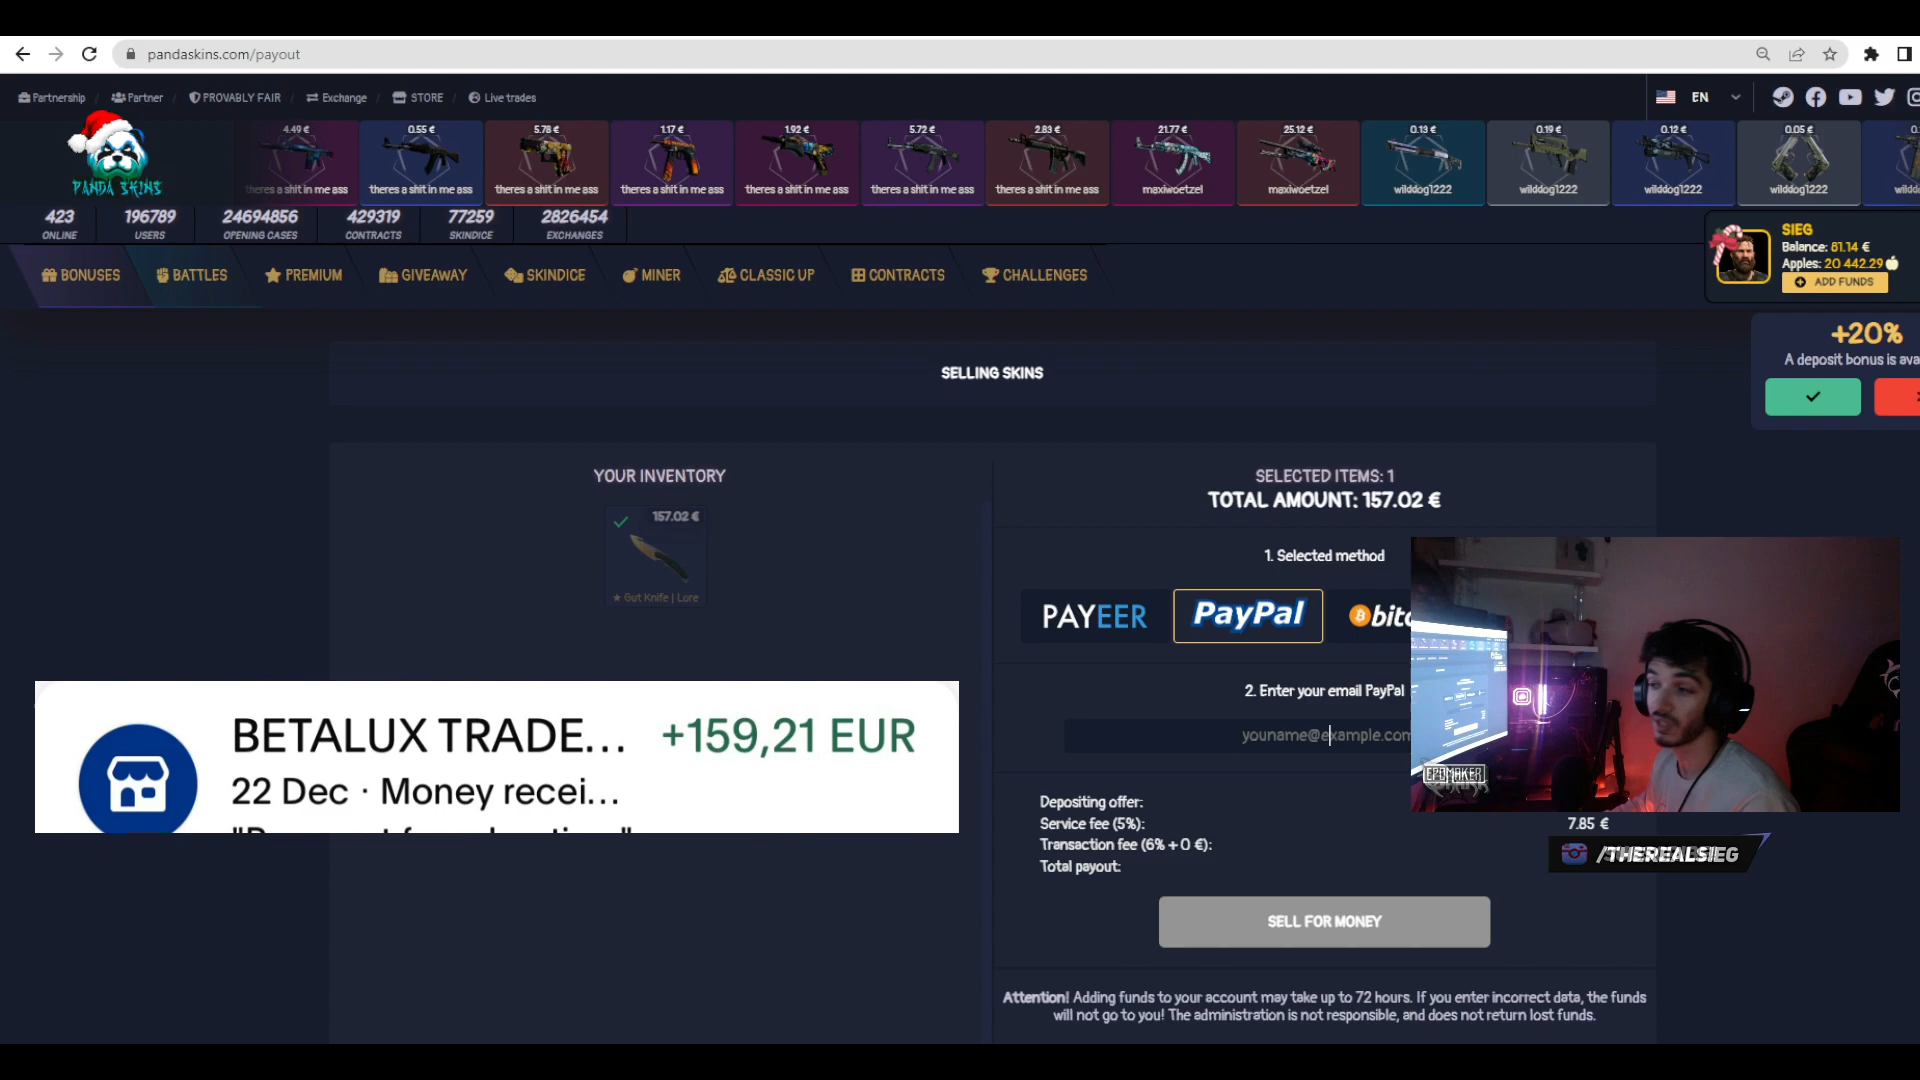 pandaskins.com/payout
Partnership / Partner / PROVABLY FAIR / Exchange / STORE / Live trades
EN
4.49 € 0.55 € 5.78 € 1.17 € 1.92 € 5.72 € 2.83 € 21.77 € 25.12 € 0.13 € 0.19 € 0.12 € 0.05 €
theres a shit in me ass theres a shit in me ass theres a shit in me ass theres a shit in me ass theres a shit in me ass theres a shit in me ass theres a shit in me ass maxiwoetzel maxiwoetzel wilddog1222 wilddog1222 wilddog1222 wilddog1222
PANDA SKINS
423 196789 24694856 429319 77259 2826454
ONLINE USERS OPENING CASES CONTRACTS SKINDICE EXCHANGES
SIEG
Balance: 81.14 €
Apples: 20 442.29
ADD FUNDS
BONUSES BATTLES PREMIUM GIVEAWAY SKINDICE MINER CLASSIC UP CONTRACTS CHALLENGES
+20%
A deposit bonus is ava
SELLING SKINS
YOUR INVENTORY
157.02 €
★ Gut Knife | Lore
SELECTED ITEMS: 1
TOTAL AMOUNT: 157.02 €
1. Selected method
PAYEER PayPal bitc
2. Enter your email PayPal
youname@example.com
BETALUX TRADE... +159,21 EUR
22 Dec · Money recei...
EPOMAKER
Depositing offer:
Service fee (5%): 7.85 €
Transaction fee (6% + 0 €):
Total payout:
/THEREALSIEG
SELL FOR MONEY
Attention! Adding funds to your account may take up to 72 hours. If you enter incorrect data, the funds
will not go to you! The administration is not responsible, and does not return lost funds.